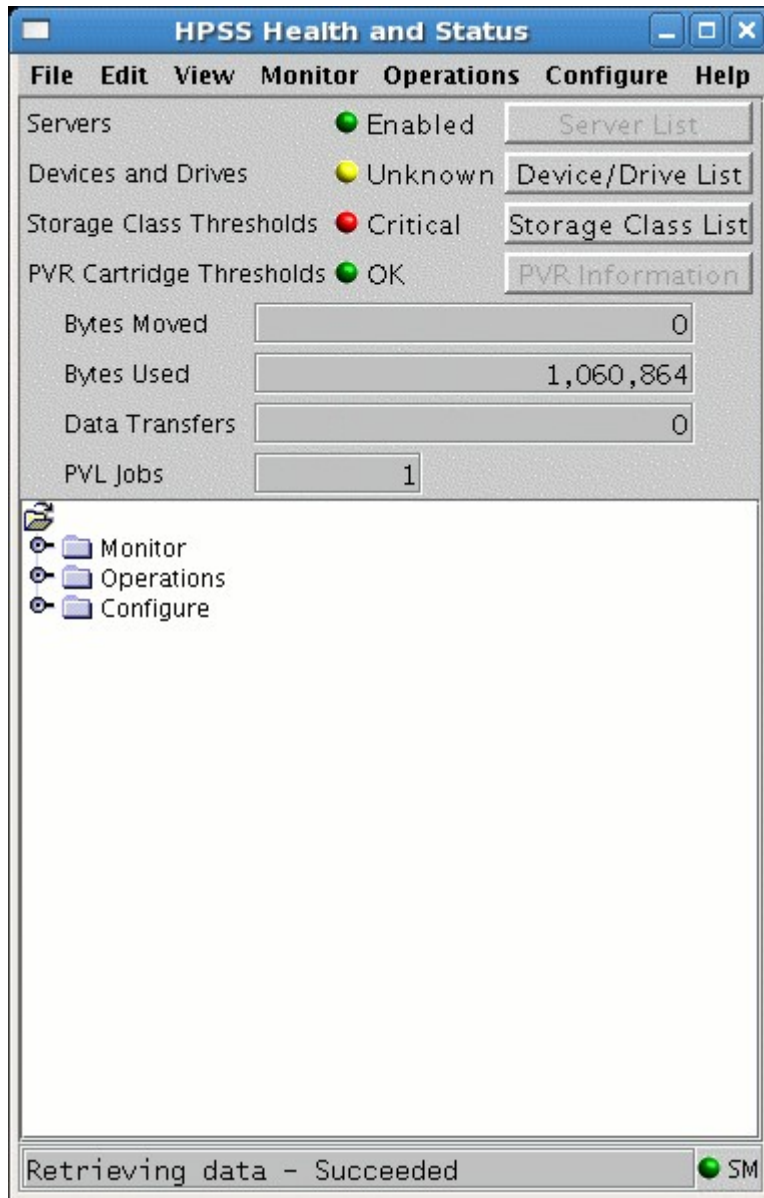 HPSS Health and Status
File Edit View Monitor Operations Configure Help
Servers Enabled Server List
Devices and Drives Unknown Device/Drive List
Storage Class Thresholds Critical Storage Class List
PVR Cartridge Thresholds OK PVR Information
Bytes Moved 0
Bytes Used 1,060,864
Data Transfers 0
PVL Jobs 1
Monitor
Operations
Configure
Retrieving data - Succeeded SM